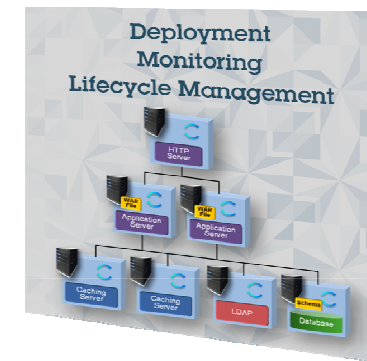 Deployment
Monitoring
Lifecycle Management
HTTP
Server
WAR
File
Application
Server
WAR
File
Application
Server
Caching
Server
Caching
Server
LDAP
Schema
Database